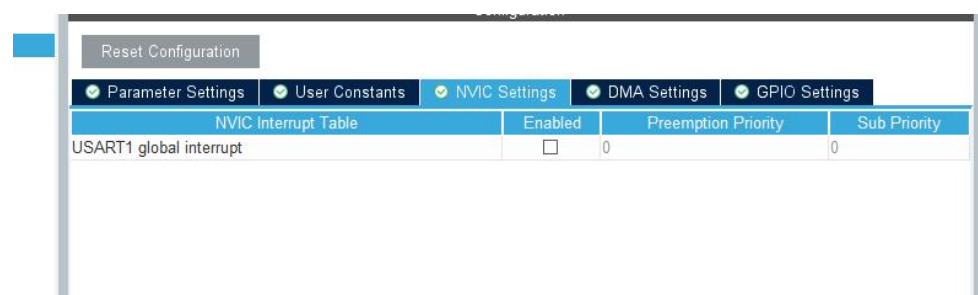 Configuration
Reset Configuration
Parameter Settings User Constants NVIC Settings DMA Settings GPIO Settings
NVIC Interrupt Table Enabled Preemption Priority Sub Priority
USART1 global interrupt 0 0